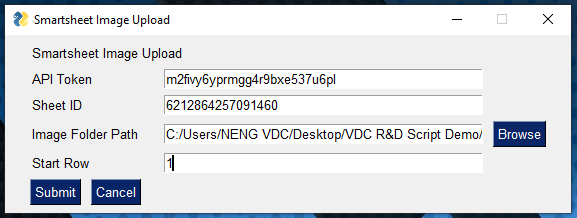 Smartsheet Image Upload
Smartsheet Image Upload
API Token m2fivy6yprmgg4r9bxe537u6pl
Sheet ID 6212864257091460
Image Folder Path C:/Users/NENG VDC/Desktop/VDC R&D Script Demo/ Browse
Start Row 1
Submit Cancel